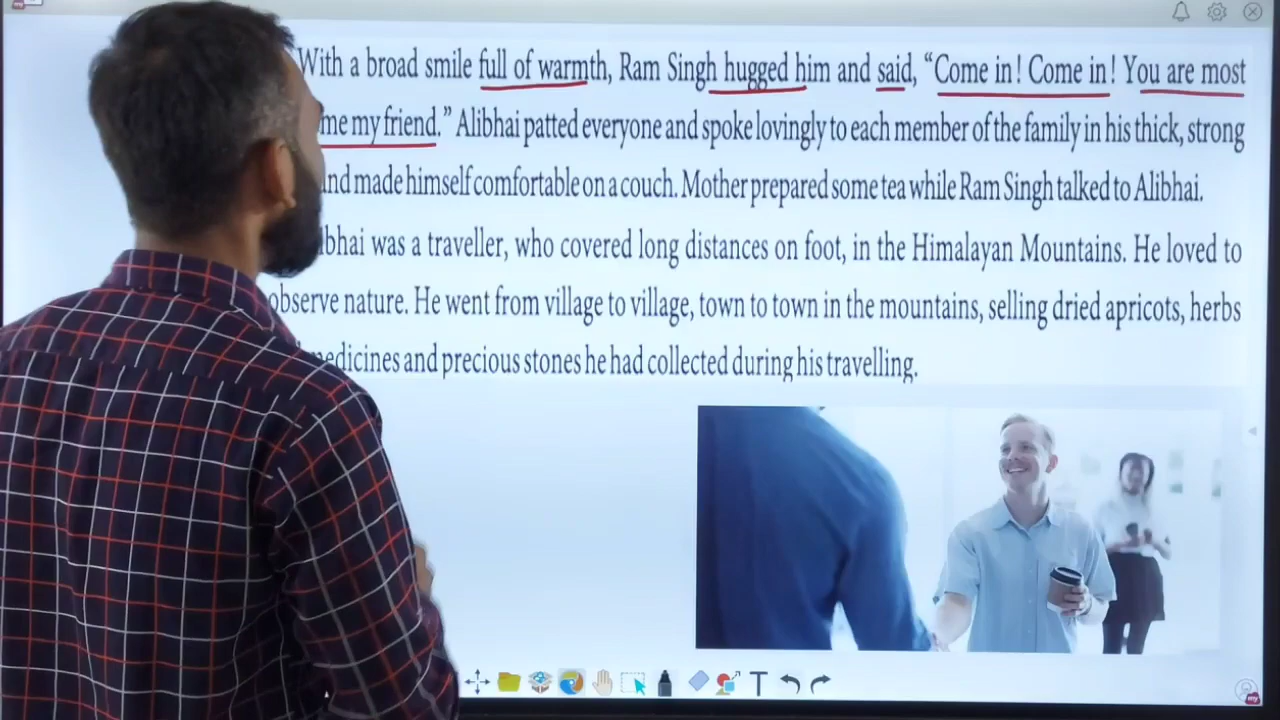 With a broad smile full of warmth, Ram Singh hugged him and said, “Come in! Come in! You are most
me my friend.” Alibhai patted everyone and spoke lovingly to each member of the family in his thick, strong
made himself comfortable on a couch. Mother prepared some tea while Ram Singh talked to Alibhai.
bhai was a traveller, who covered long distances on foot, in the Himalayan Mountains. He loved to
observe nature. He went from village to village, town to town in the mountains, selling dried apricots, herbs
medicines and precious stones he had collected during his travelling.